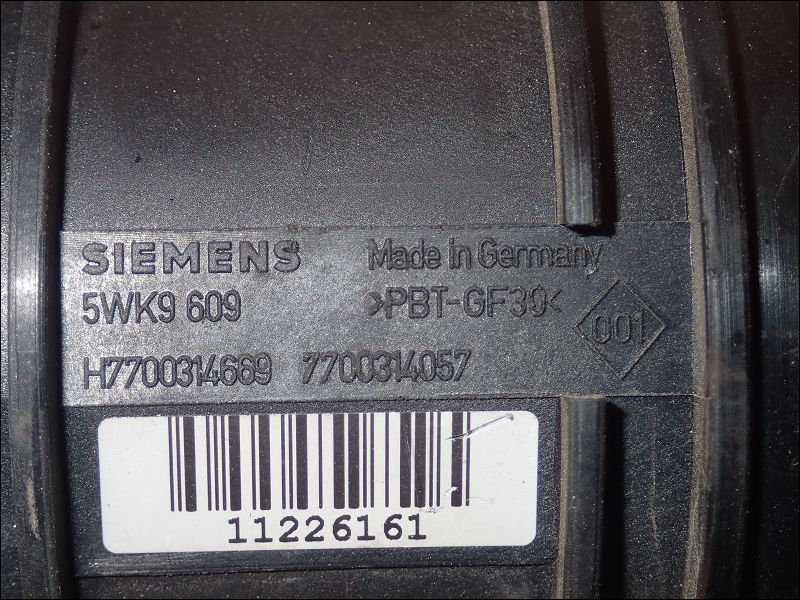 SIEMENS Made in Germany
5WK9 609 >PBT-GF30<
001
H7700314669 7700314057
11226161